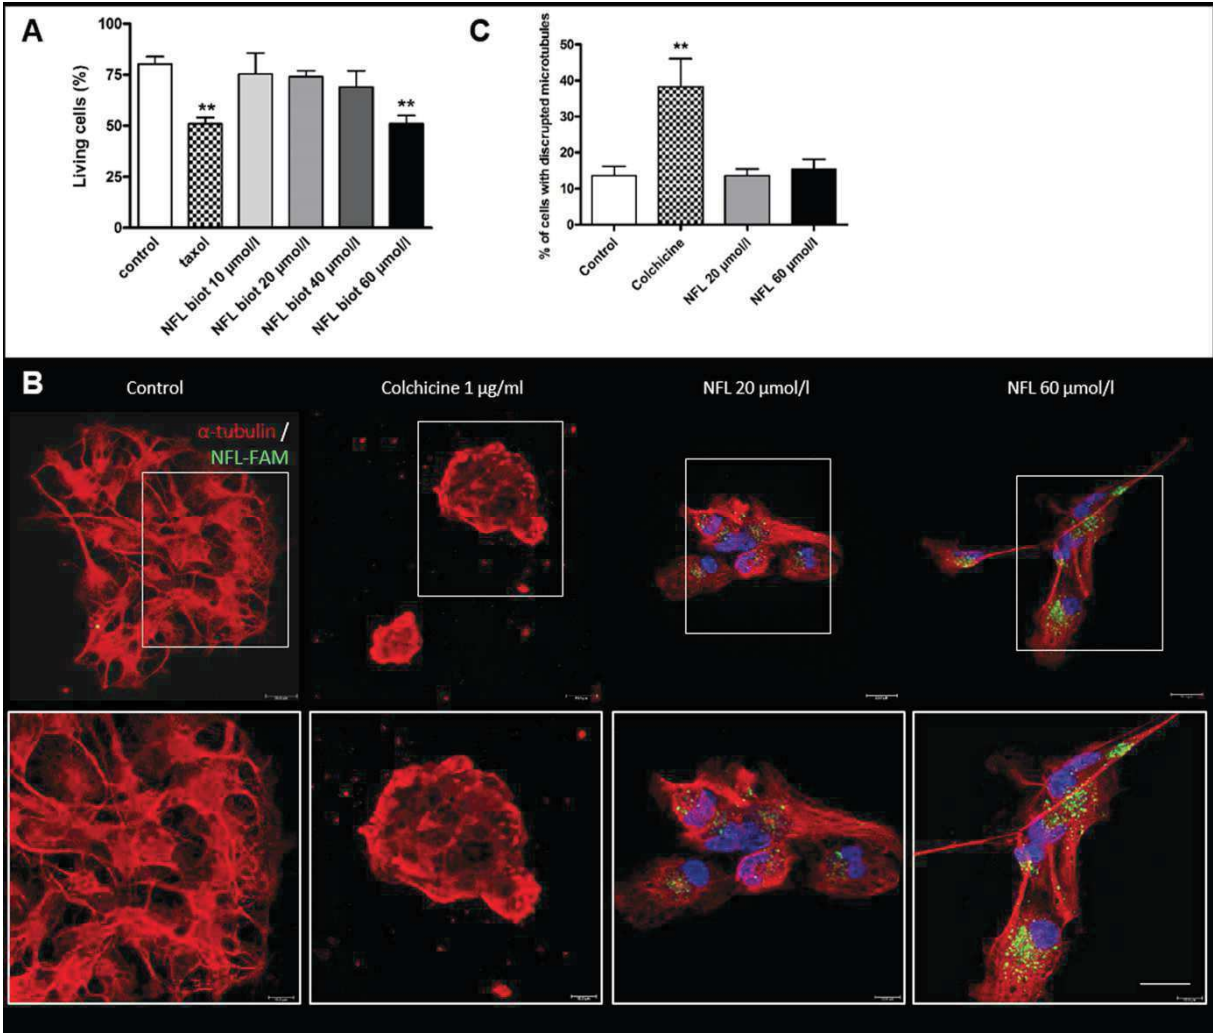 A
Living cells (%)
100
75
50
25
0
**
**
control
taxol
NFL biot 10 µmol/l
NFL biot 20 µmol/l
NFL biot 40 µmol/l
NFL biot 60 µmol/l
C
% of cells with discrupted microtubules
50
40
30
20
10
0
**
Control
Colchicine
NFL 20 µmol/l
NFL 60 µmol/l
B
Control
Colchicine 1 µg/ml
NFL 20 µmol/l
NFL 60 µmol/l
α-tubulin /
NFL-FAM